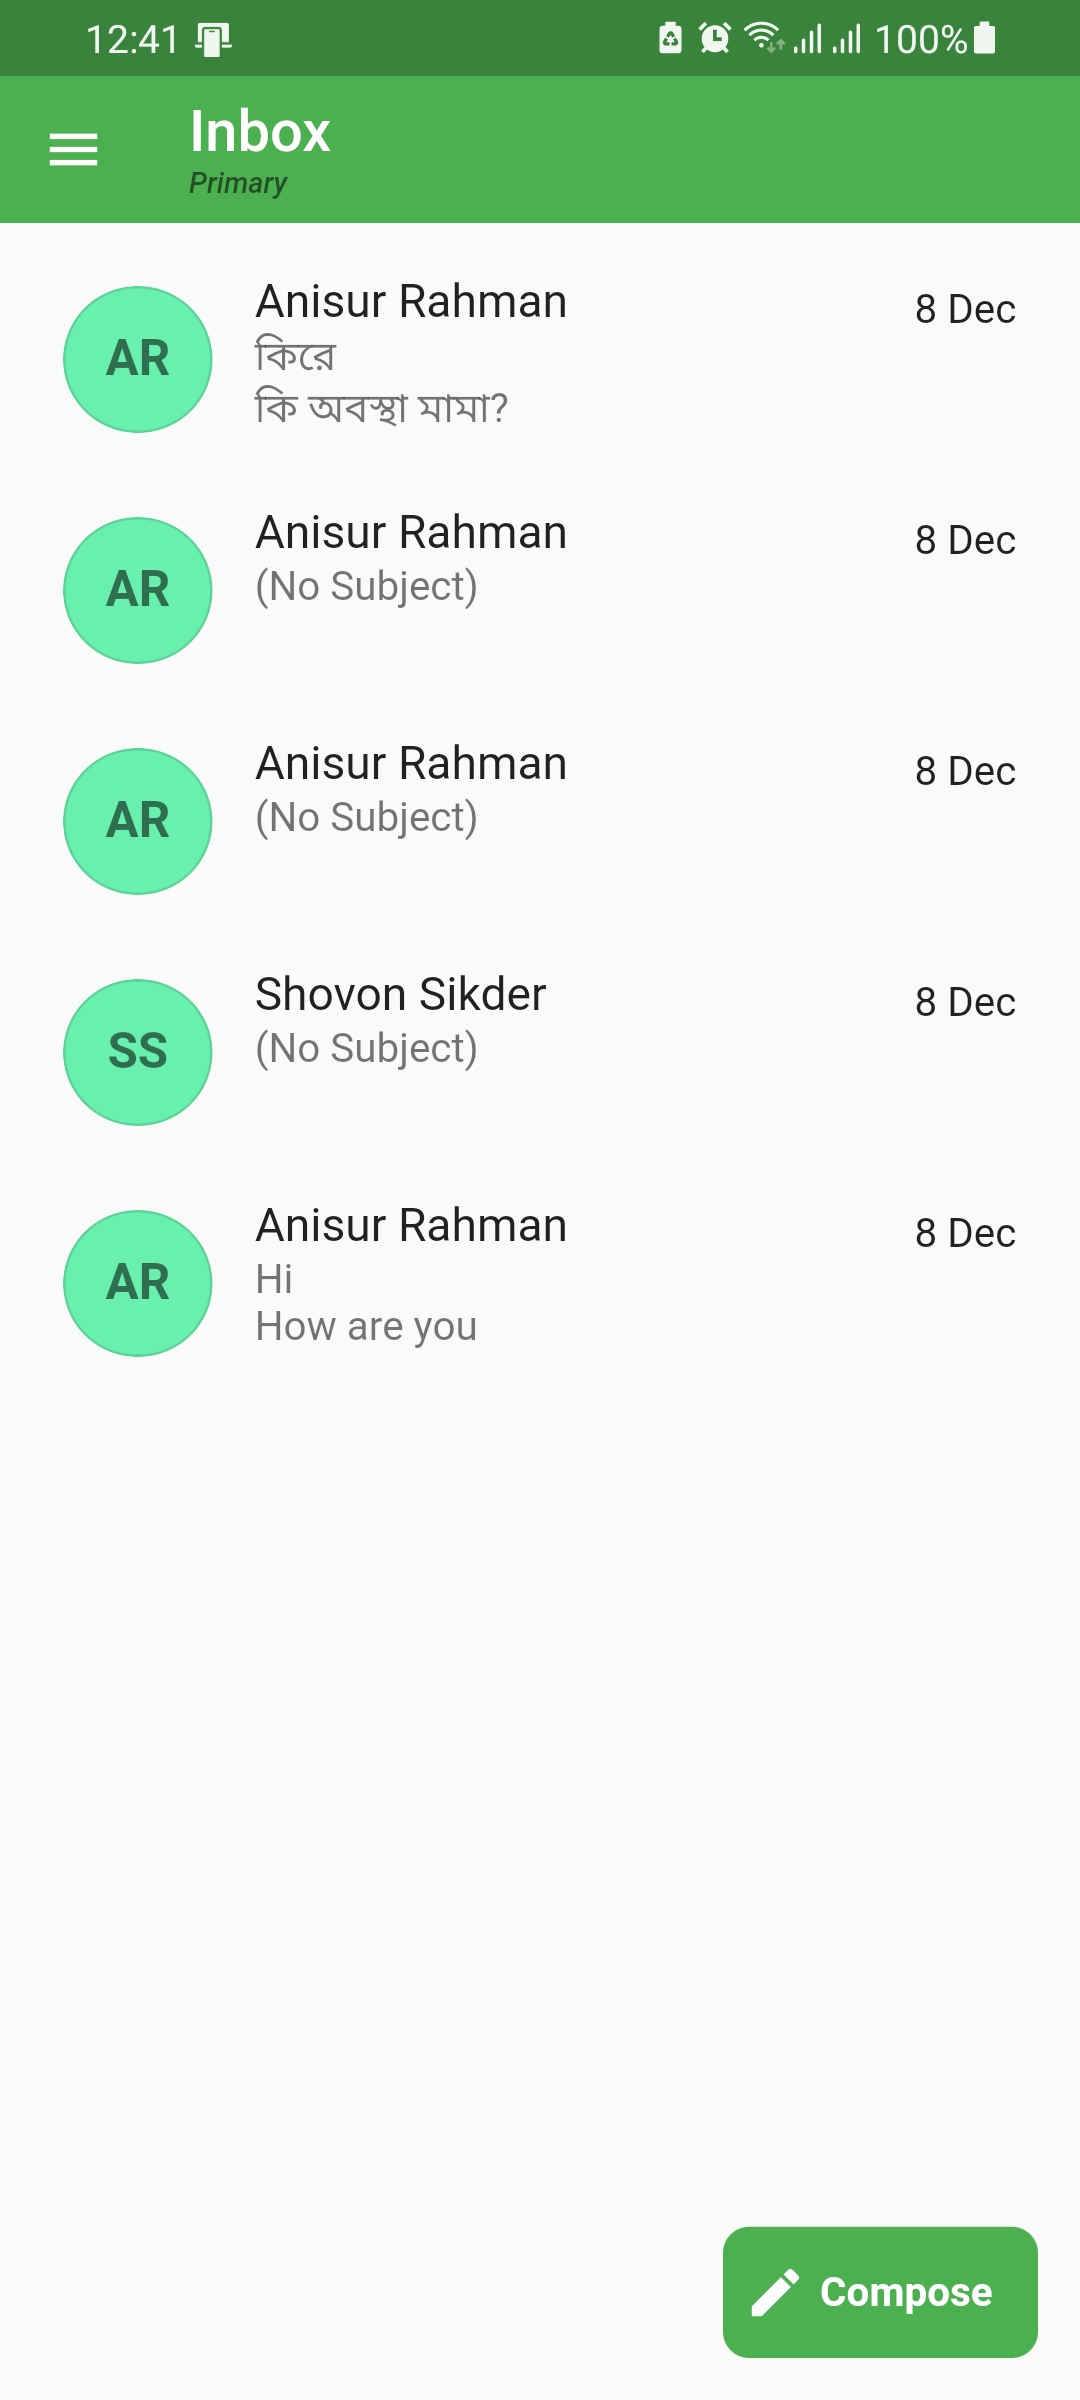 12:41
100%
Inbox
Primary
AR
Anisur Rahman
8 Dec
কিরে
কি অবস্থা মামা?
AR
Anisur Rahman
8 Dec
(No Subject)
AR
Anisur Rahman
8 Dec
(No Subject)
SS
Shovon Sikder
8 Dec
(No Subject)
AR
Anisur Rahman
8 Dec
Hi
How are you
Compose